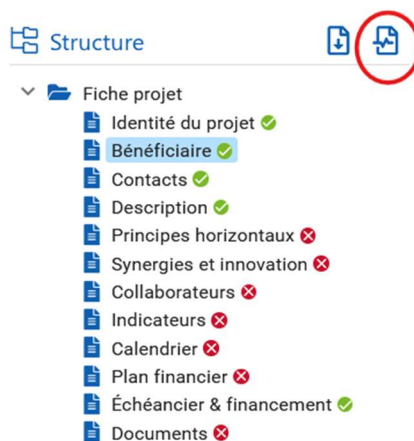 Structure
Fiche projet
Identité du projet
Bénéficiaire
Contacts
Description
Principes horizontaux
Synergies et innovation
Collaborateurs
Indicateurs
Calendrier
Plan financier
Échéancier & financement
Documents